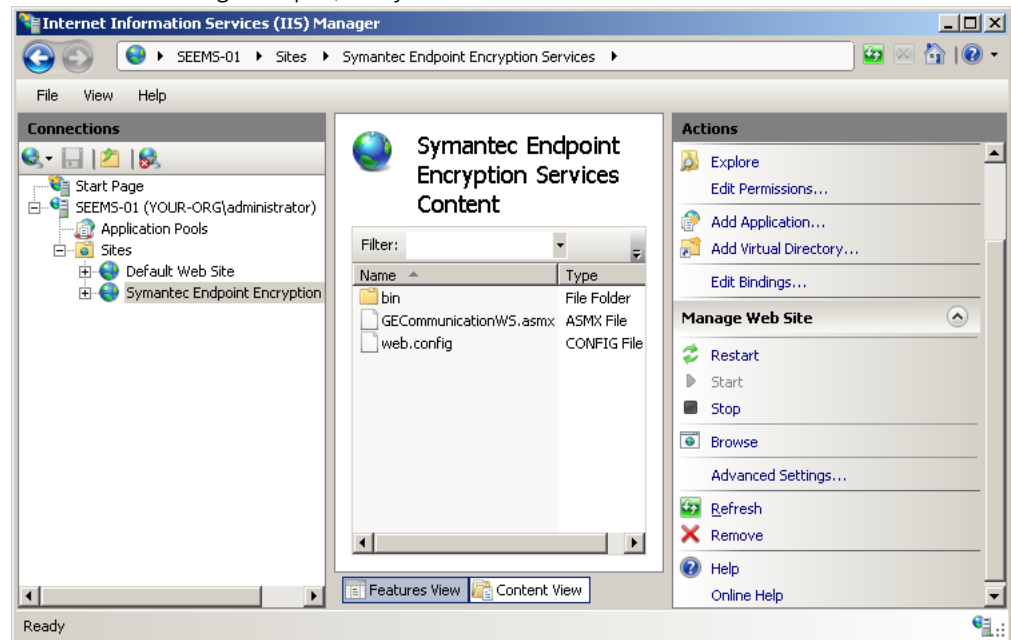 Internet Information Services (IIS) Manager
SEEMS-01 Sites Symantec Endpoint Encryption Services
File View Help
Connections
Start Page
SEEMS-01 (YOUR-ORG\administrator)
Application Pools
Sites
Default Web Site
Symantec Endpoint Encryption
Symantec Endpoint
Encryption Services
Content
Filter:
Name Type
bin File Folder
GECommunicationWS.asmx ASMX File
web.config CONFIG File
Features View Content View
Actions
Explore
Edit Permissions...
Add Application...
Add Virtual Directory...
Edit Bindings...
Manage Web Site
Restart
Start
Stop
Browse
Advanced Settings...
Refresh
Remove
Help
Online Help
Ready